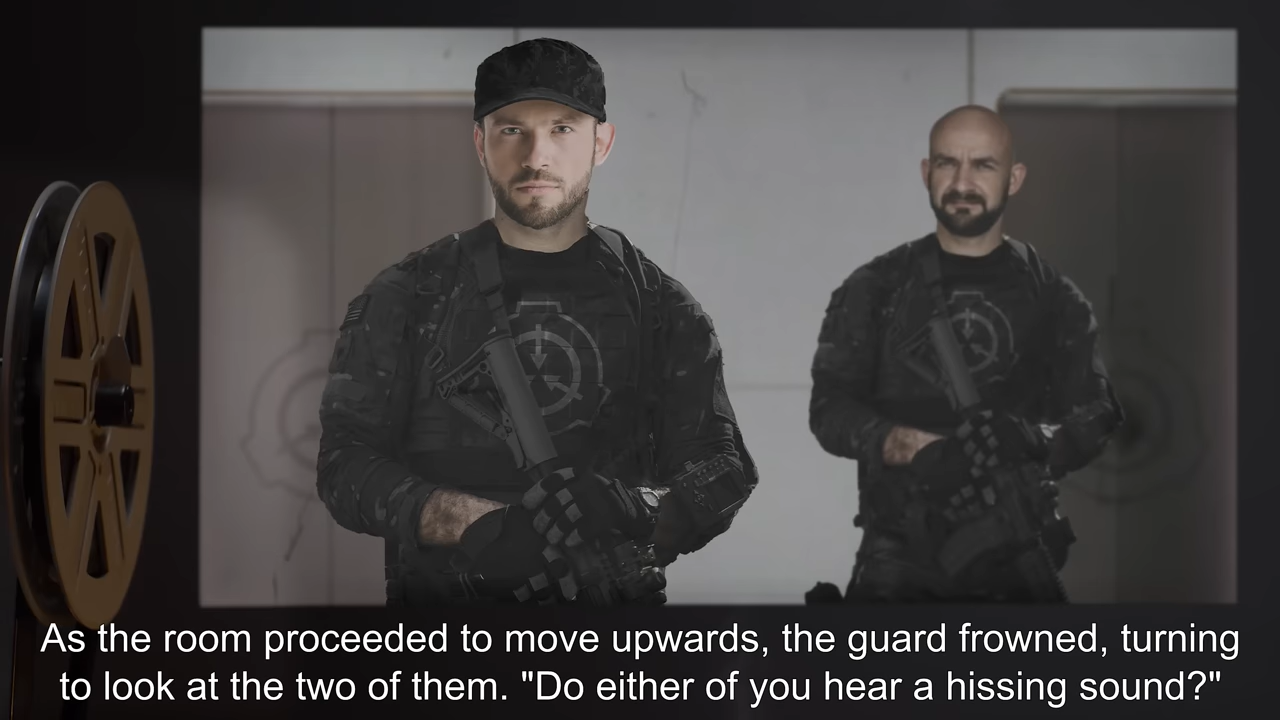 As the room proceeded to move upwards, the guard frowned, turning
to look at the two of them. "Do either of you hear a hissing sound?"